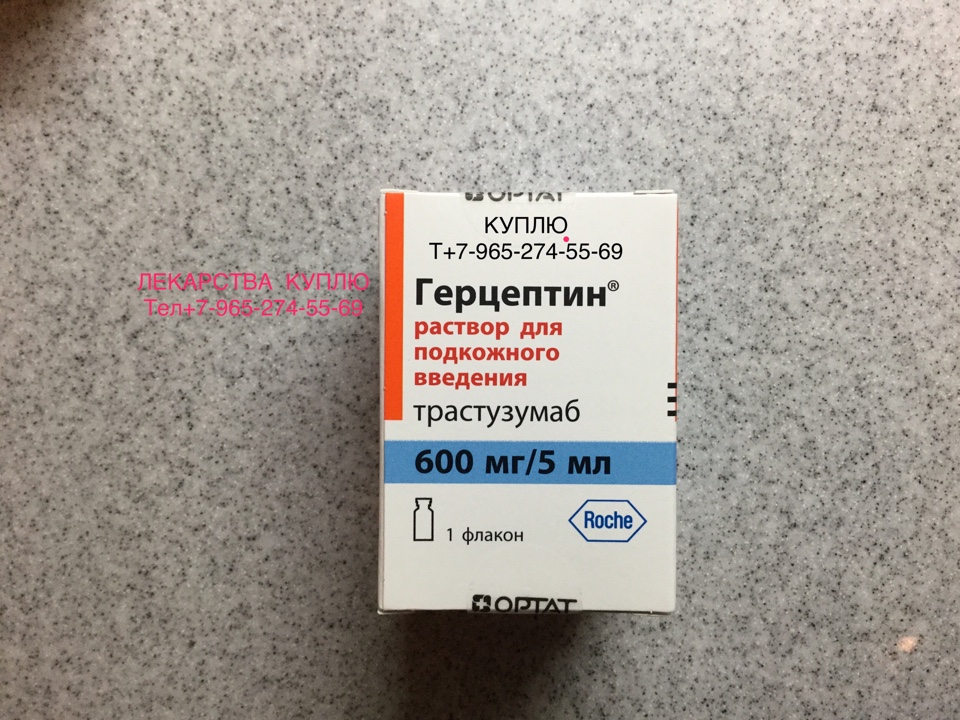 ОРТАТ
КУПЛЮ
Т+7-965-274-55-69
ЛЕКАРСТВА КУПЛЮ
Тел+7-965-274-55-69
Герцептин®
раствор для
подкожного
введения
трастузумаб
600 мг/5 мл
1 флакон
Roche
ОРТАТ